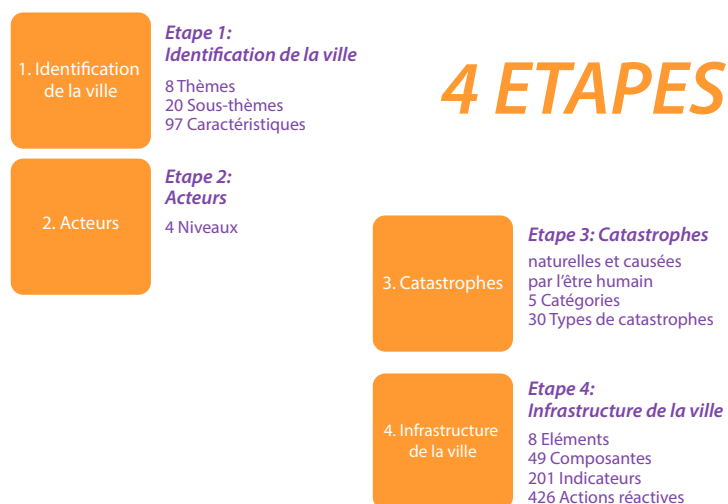 4 ETAPES
1. Identification
de la ville
Etape 1:
Identification de la ville
8 Thèmes
20 Sous-thèmes
97 Caractéristiques
2. Acteurs
Etape 2:
Acteurs
4 Niveaux
3. Catastrophes
Etape 3: Catastrophes
naturelles et causées
par l'être humain
5 Catégories
30 Types de catastrophes
4. Infrastructure
de la ville
Etape 4:
Infrastructure de la ville
8 Eléments
49 Composantes
201 Indicateurs
426 Actions réactives